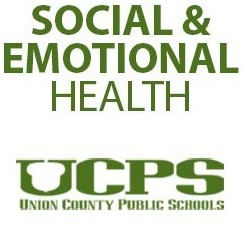 SOCIAL &
EMOTIONAL
HEALTH
UCPS
UNION COUNTY PUBLIC SCHOOLS